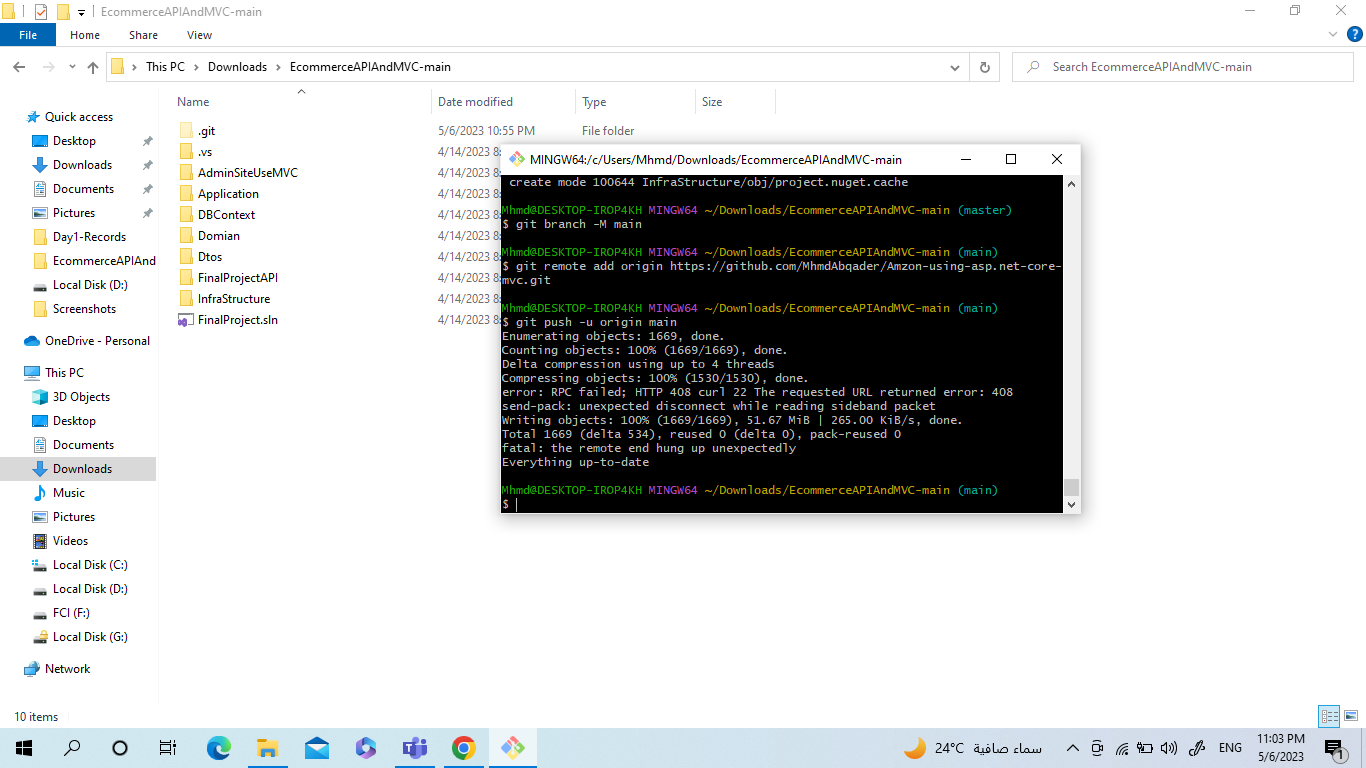 EcommerceAPIAndMVC-main
File Home Share View
This PC Downloads EcommerceAPIAndMVC-main
Search EcommerceAPIAndMVC-main
Name Date modified Type Size
Quick access
Desktop
Downloads
Documents
Pictures
Day1-Records
EcommerceAPIAnd
Local Disk (D:)
Screenshots
OneDrive - Personal
This PC
3D Objects
Desktop
Documents
Downloads
Music
Pictures
Videos
Local Disk (C:)
Local Disk (D:)
FCI (F:)
Local Disk (G:)
Network
.git 5/6/2023 10:55 PM File folder
.vs 4/14/2023 8:
AdminSiteUseMVC 4/14/2023 8:
Application 4/14/2023 8:
DBContext 4/14/2023 8:
Domian 4/14/2023 8:
Dtos 4/14/2023 8:
FinalProjectAPI 4/14/2023 8:
InfraStructure 4/14/2023 8:
FinalProject.sln 4/14/2023 8:
MINGW64:/c/Users/Mhmd/Downloads/EcommerceAPIAndMVC-main
create mode 100644 InfraStructure/obj/project.nuget.cache
Mhmd@DESKTOP-IROP4KH MINGW64 ~/Downloads/EcommerceAPIAndMVC-main (master)
$ git branch -M main
Mhmd@DESKTOP-IROP4KH MINGW64 ~/Downloads/EcommerceAPIAndMVC-main (main)
$ git remote add origin https://github.com/MhmdAbqader/Amzon-using-asp.net-core-
mvc.git
Mhmd@DESKTOP-IROP4KH MINGW64 ~/Downloads/EcommerceAPIAndMVC-main (main)
$ git push -u origin main
Enumerating objects: 1669, done.
Counting objects: 100% (1669/1669), done.
Delta compression using up to 4 threads
Compressing objects: 100% (1530/1530), done.
error: RPC failed; HTTP 408 curl 22 The requested URL returned error: 408
send-pack: unexpected disconnect while reading sideband packet
Writing objects: 100% (1669/1669), 51.67 MiB | 265.00 KiB/s, done.
Total 1669 (delta 534), reused 0 (delta 0), pack-reused 0
fatal: the remote end hung up unexpectedly
Everything up-to-date
Mhmd@DESKTOP-IROP4KH MINGW64 ~/Downloads/EcommerceAPIAndMVC-main (main)
$
10 items
24°C سماء صافية
ENG
11:03 PM
5/6/2023
1